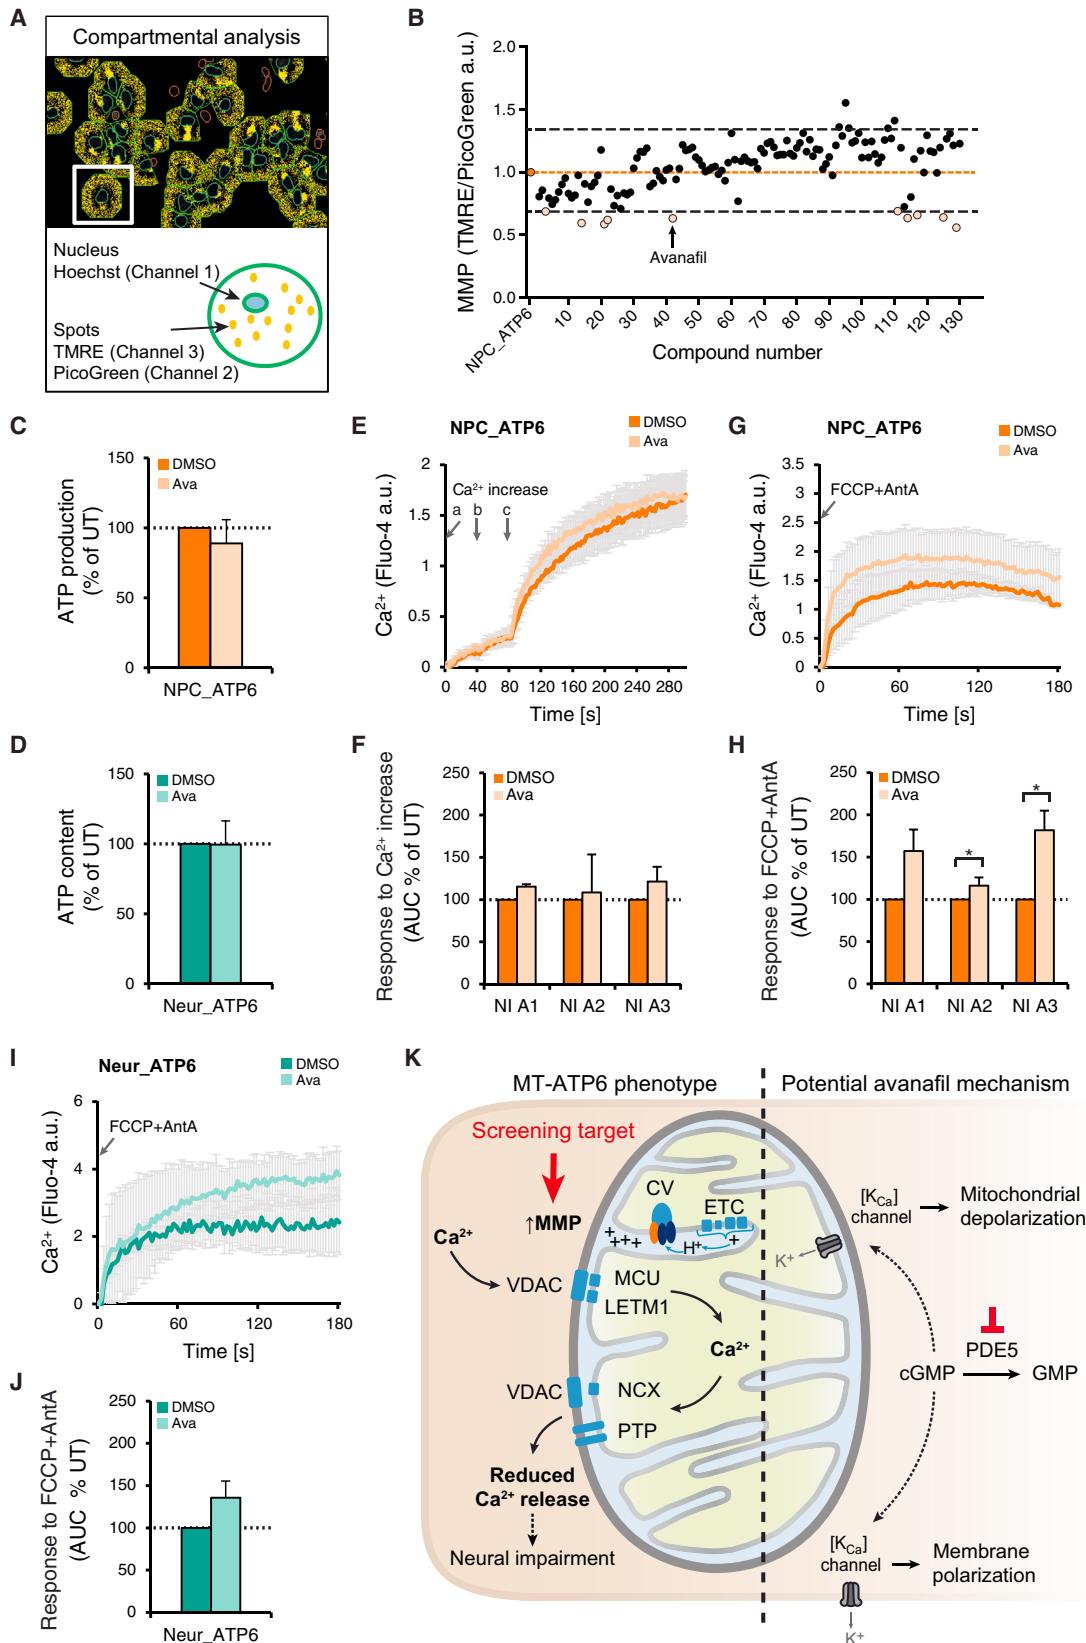 A
Compartmental analysis
Nucleus
Hoechst (Channel 1)
Spots
TMRE (Channel 3)
PicoGreen (Channel 2)
B
MMP (TMRE/PicoGreen a.u.)
2.0
1.5
1.0
0.5
0.0
Avanafil
NPC_ATP6
10
20
30
40
50
60
70
80
90
100
110
120
130
Compound number
C
ATP production
(% of UT)
150
100
50
0
DMSO
Ava
NPC_ATP6
D
ATP content
(% of UT)
150
100
50
0
DMSO
Ava
Neur_ATP6
E
NPC_ATP6
DMSO
Ava
Ca²⁺ (Fluo-4 a.u.)
2
1.5
1
0.5
0
Ca²⁺ increase
a b c
0 40 80 120 160 200 240 280
Time [s]
F
Response to Ca²⁺ increase
(AUC % of UT)
250
200
150
100
50
0
DMSO
Ava
NI A1 NI A2 NI A3
G
NPC_ATP6
DMSO
Ava
Ca²⁺ (Fluo-4 a.u.)
3.5
3
2.5
2
1.5
1
0.5
0
FCCP+AntA
0 60 120 180
Time [s]
H
Response to FCCP+AntA
(AUC % of UT)
250
200
150
100
50
0
DMSO
Ava
*
*
NI A1 NI A2 NI A3
I
Neur_ATP6
DMSO
Ava
Ca²⁺ (Fluo-4 a.u.)
6
4
2
0
FCCP+AntA
0 60 120 180
Time [s]
J
Response to FCCP+AntA
(AUC % UT)
250
200
150
100
50
0
DMSO
Ava
Neur_ATP6
K
MT-ATP6 phenotype
Potential avanafil mechanism
Screening target
↑MMP
Ca²⁺
VDAC
MCU
LETM1
CV
ETC
+++
+++
H⁺
+
Ca²⁺
VDAC
NCX
PTP
Reduced
Ca²⁺ release
Neural impairment
[K_Ca]
channel
Mitochondrial
depolarization
K⁺
PDE5
cGMP
GMP
[K_Ca]
channel
Membrane
polarization
K⁺